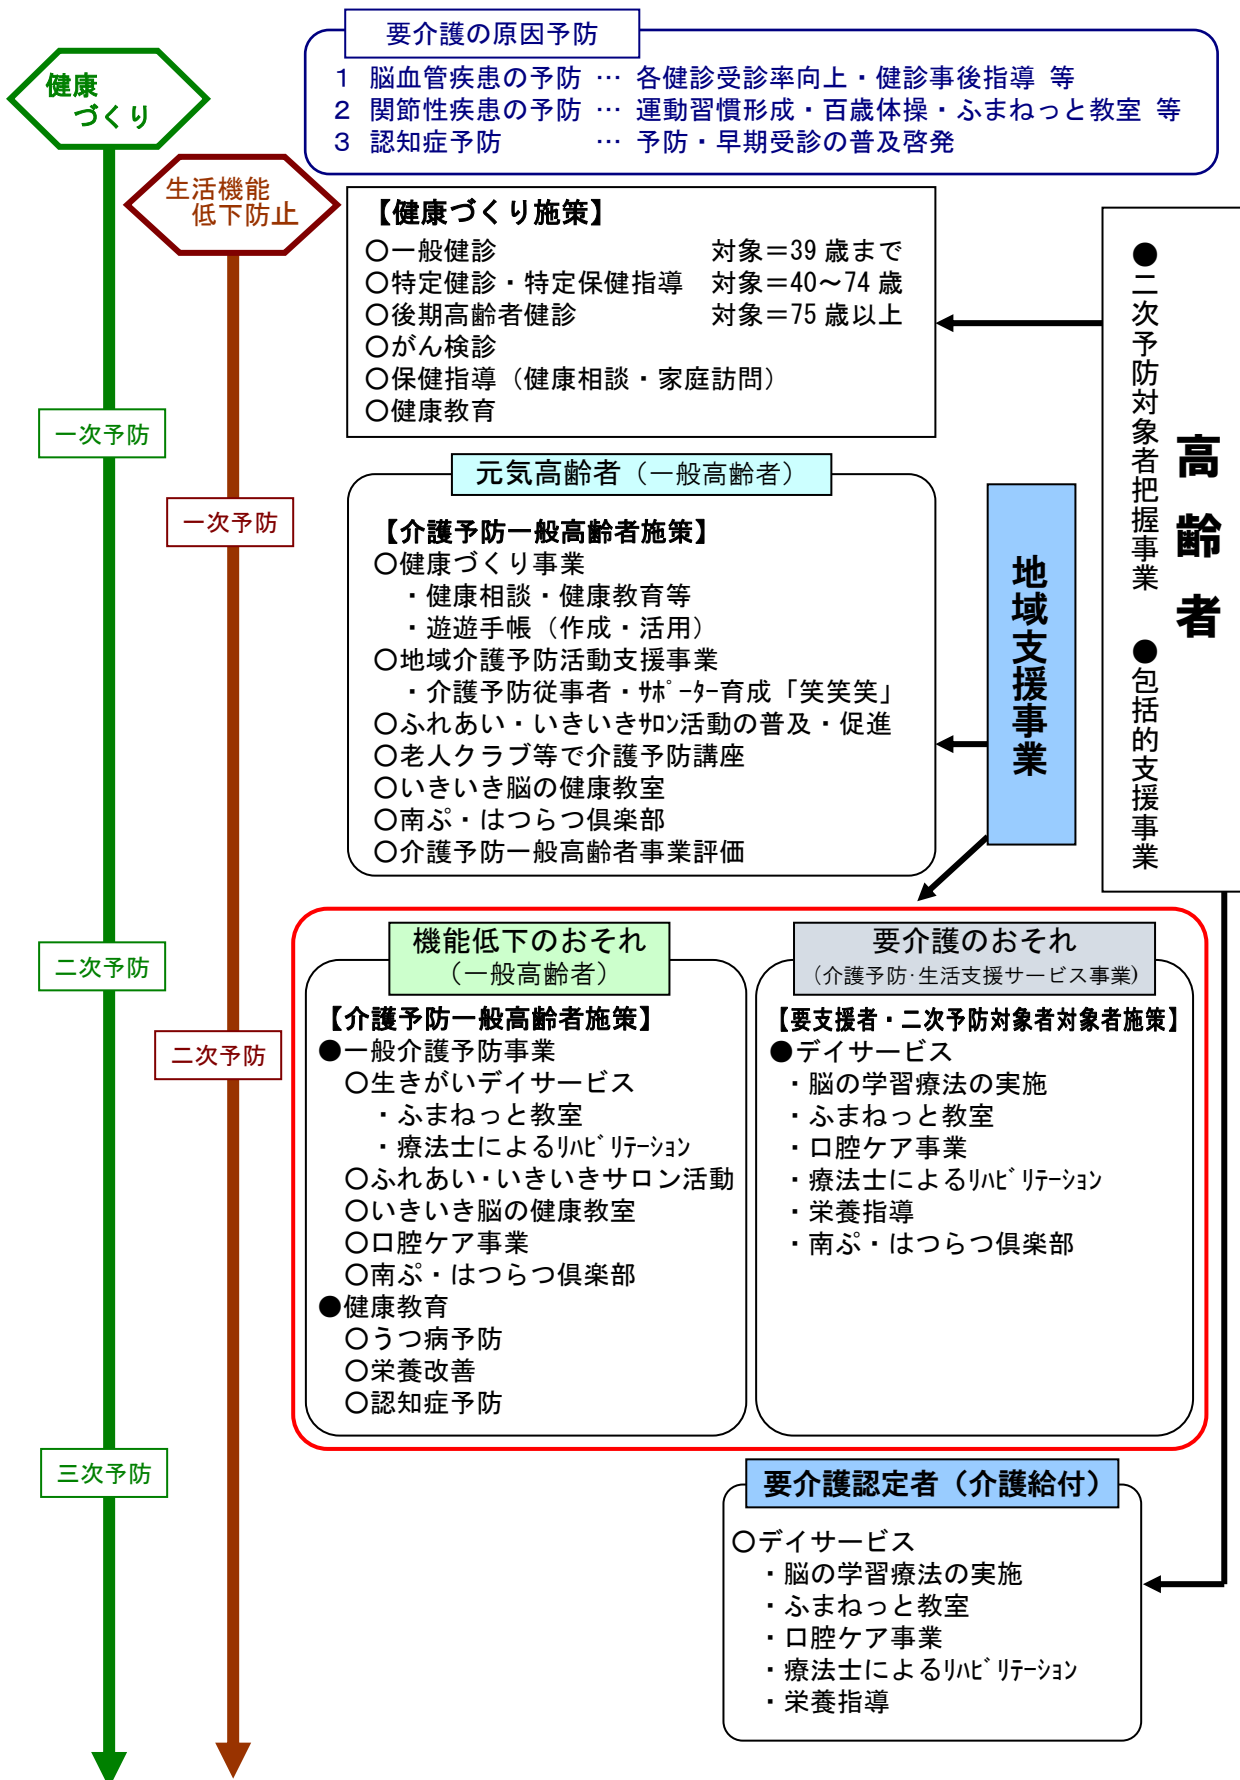 要介護の原因予防
1 脳血管疾患の予防 … 各健診受診率向上・健診事後指導 等
2 関節性疾患の予防 … 運動習慣形成・百歳体操・ふまねっと教室 等
3 認知症予防 … 予防・早期受診の普及啓発
健康
づくり
生活機能
低下防止
【健康づくり施策】
○一般健診 対象＝39歳まで
○特定健診・特定保健指導 対象＝40～74歳
○後期高齢者健診 対象＝75歳以上
○がん検診
○保健指導（健康相談・家庭訪問）
○健康教育
高齢者
●二次予防対象者把握事業 ●包括的支援事業
一次予防
一次予防
元気高齢者（一般高齢者）
【介護予防一般高齢者施策】
○健康づくり事業
・健康相談・健康教育等
・遊遊手帳（作成・活用）
○地域介護予防活動支援事業
・介護予防従事者・ｻﾎﾟｰﾀｰ育成「笑笑笑」
○ふれあい・いきいきｻﾛﾝ活動の普及・促進
○老人クラブ等で介護予防講座
○いきいき脳の健康教室
○南ぷ・はつらつ倶楽部
○介護予防一般高齢者事業評価
地域支援事業
二次予防
二次予防
機能低下のおそれ
（一般高齢者）
【介護予防一般高齢者施策】
●一般介護予防事業
○生きがいデイサービス
・ふまねっと教室
・療法士によるﾘﾊﾋﾞﾘﾃｰｼｮﾝ
○ふれあい・いきいきサロン活動
○いきいき脳の健康教室
○口腔ケア事業
○南ぷ・はつらつ倶楽部
●健康教育
○うつ病予防
○栄養改善
○認知症予防
要介護のおそれ
（介護予防・生活支援サービス事業）
【要支援者・二次予防対象者対象者施策】
●デイサービス
・脳の学習療法の実施
・ふまねっと教室
・口腔ケア事業
・療法士によるﾘﾊﾋﾞﾘﾃｰｼｮﾝ
・栄養指導
・南ぷ・はつらつ倶楽部
三次予防
要介護認定者（介護給付）
○デイサービス
・脳の学習療法の実施
・ふまねっと教室
・口腔ケア事業
・療法士によるﾘﾊﾋﾞﾘﾃｰｼｮﾝ
・栄養指導